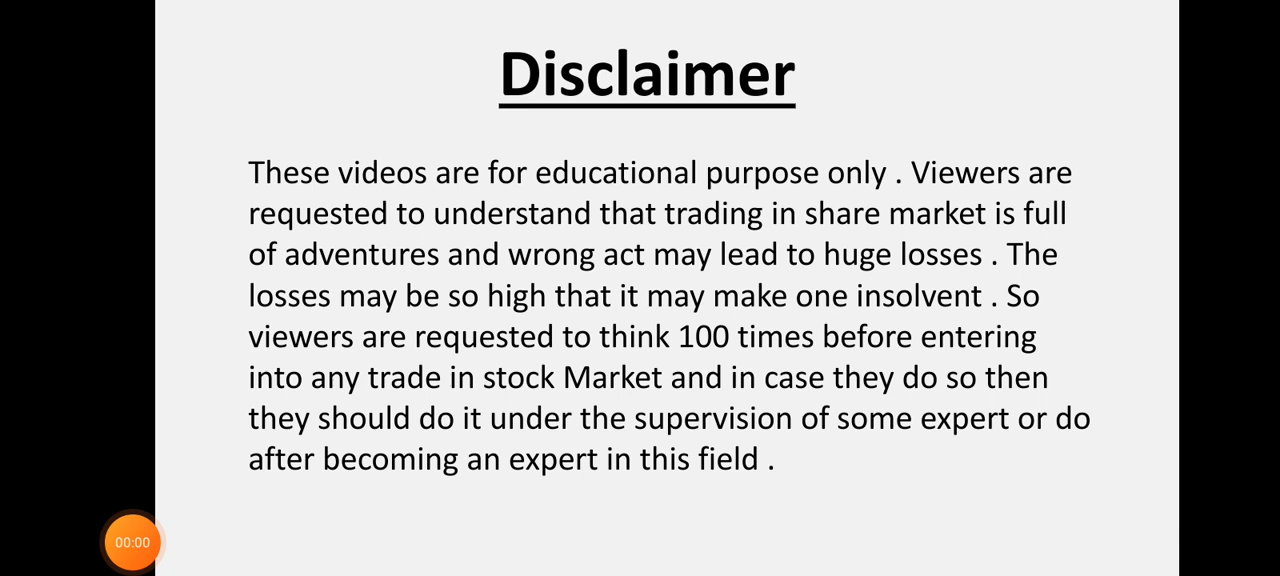 Disclaimer
These videos are for educational purpose only . Viewers are
requested to understand that trading in share market is full
of adventures and wrong act may lead to huge losses . The
losses may be so high that it may make one insolvent . So
viewers are requested to think 100 times before entering
into any trade in stock Market and in case they do so then
they should do it under the supervision of some expert or do
after becoming an expert in this field .
00:00